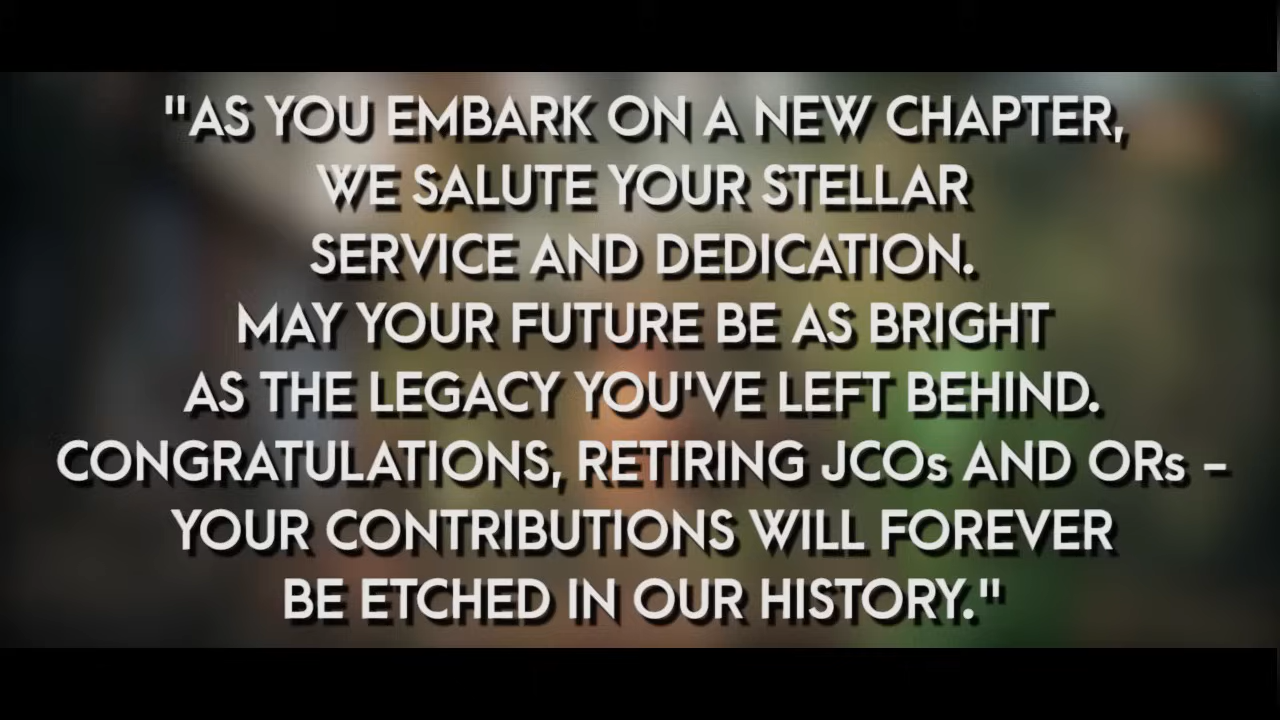 "AS YOU EMBARK ON A NEW CHAPTER,
WE SALUTE YOUR STELLAR
SERVICE AND DEDICATION.
MAY YOUR FUTURE BE AS BRIGHT
AS THE LEGACY YOU'VE LEFT BEHIND.
CONGRATULATIONS, RETIRING JCOs AND ORs –
YOUR CONTRIBUTIONS WILL FOREVER
BE ETCHED IN OUR HISTORY."